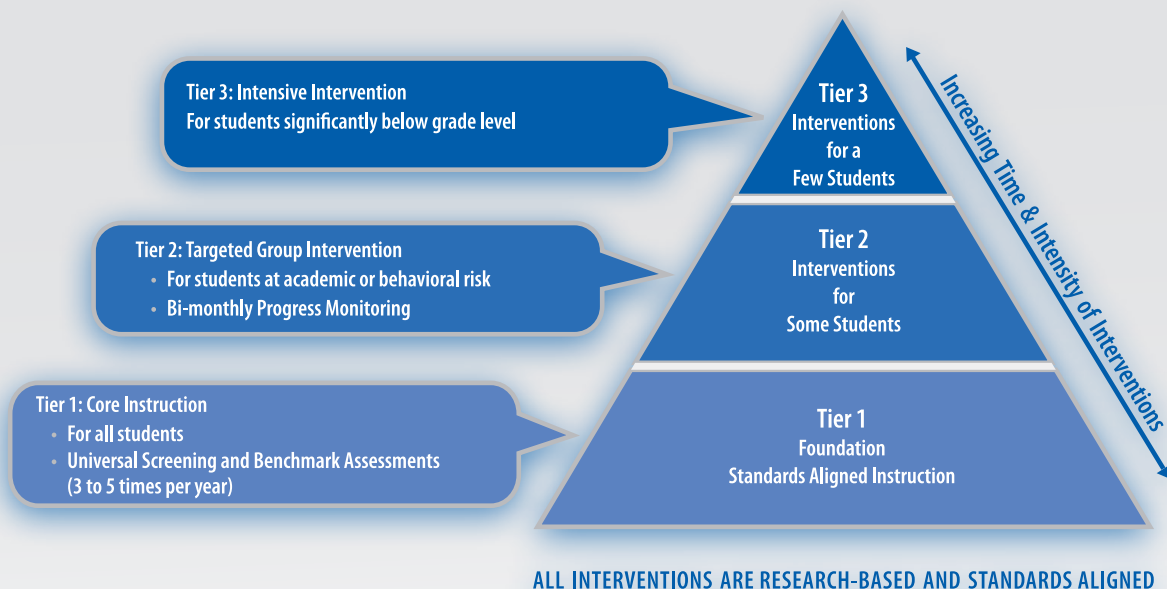 Tier 3: Intensive Intervention
For students significantly below grade level
Tier 3
Interventions
for a
Few Students
Increasing Time & Intensity of Interventions
Tier 2: Targeted Group Intervention
• For students at academic or behavioral risk
• Bi-monthly Progress Monitoring
Tier 2
Interventions
for
Some Students
Tier 1: Core Instruction
• For all students
• Universal Screening and Benchmark Assessments
(3 to 5 times per year)
Tier 1
Foundation
Standards Aligned Instruction
ALL INTERVENTIONS ARE RESEARCH-BASED AND STANDARDS ALIGNED